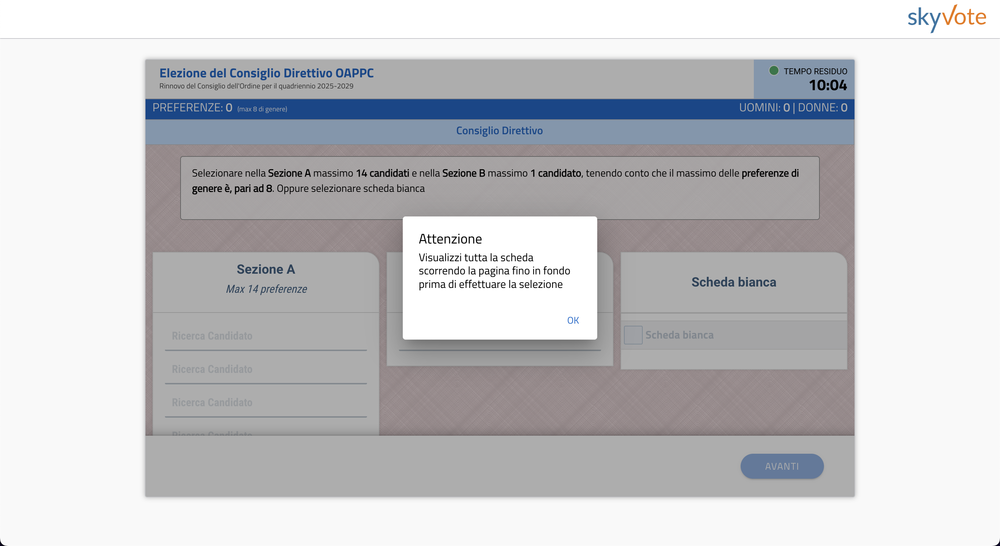 skyvote
Elezione del Consiglio Direttivo OAPPC
Rinnovo del Consiglio dell'Ordine per il quadriennio 2025-2029
TEMPO RESIDUO
10:04
PREFERENZE: 0 (max 8 di genere)
UOMINI: 0 | DONNE: 0
Consiglio Direttivo
Selezionare nella Sezione A massimo 14 candidati e nella Sezione B massimo 1 candidato, tenendo conto che il massimo delle preferenze di
genere è, pari ad 8. Oppure selezionare scheda bianca
Attenzione
Visualizzi tutta la scheda
scorrendo la pagina fino in fondo
prima di effettuare la selezione
OK
Sezione A
Max 14 preferenze
Ricerca Candidato
Ricerca Candidato
Ricerca Candidato
Ricerca Candidato
Scheda bianca
Scheda bianca
AVANTI